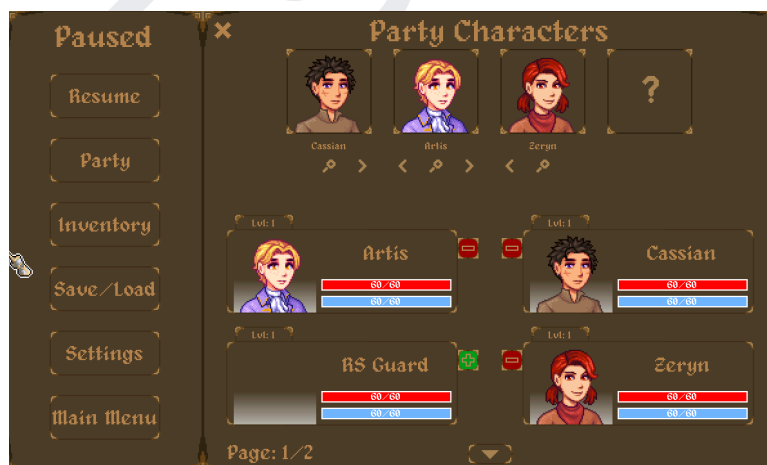 Paused
Resume
Party
Inventory
Save/Load
Settings
Main Menu
Party Characters
?
Cassian
Artis
Zeryn
Lvl: 1
Artis
60/60
60/60
Lvl: 1
Cassian
60/60
60/60
Lvl: 1
RS Guard
60/60
60/60
Lvl: 1
Zeryn
60/60
60/60
Page: 1/2